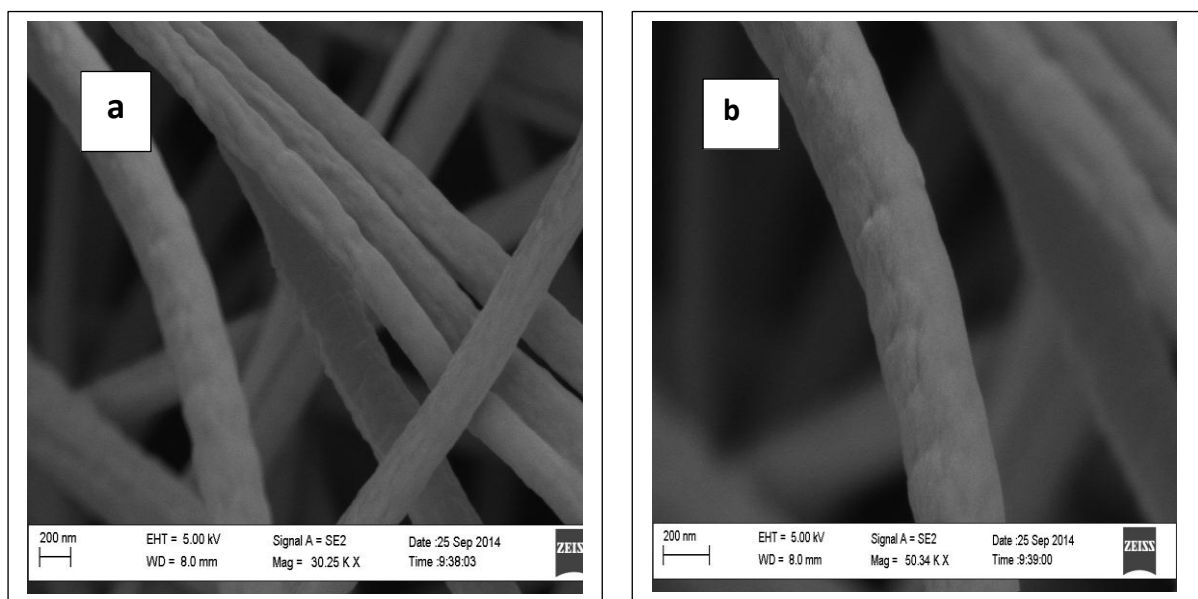 a
200 nm EHT = 5.00 kV Signal A = SE2 Date :25 Sep 2014 ZEISS
WD = 8.0 mm Mag = 30.25 K X Time :9:38:03
b
200 nm EHT = 5.00 kV Signal A = SE2 Date :25 Sep 2014 ZEISS
WD = 8.0 mm Mag = 50.34 K X Time :9:39:00